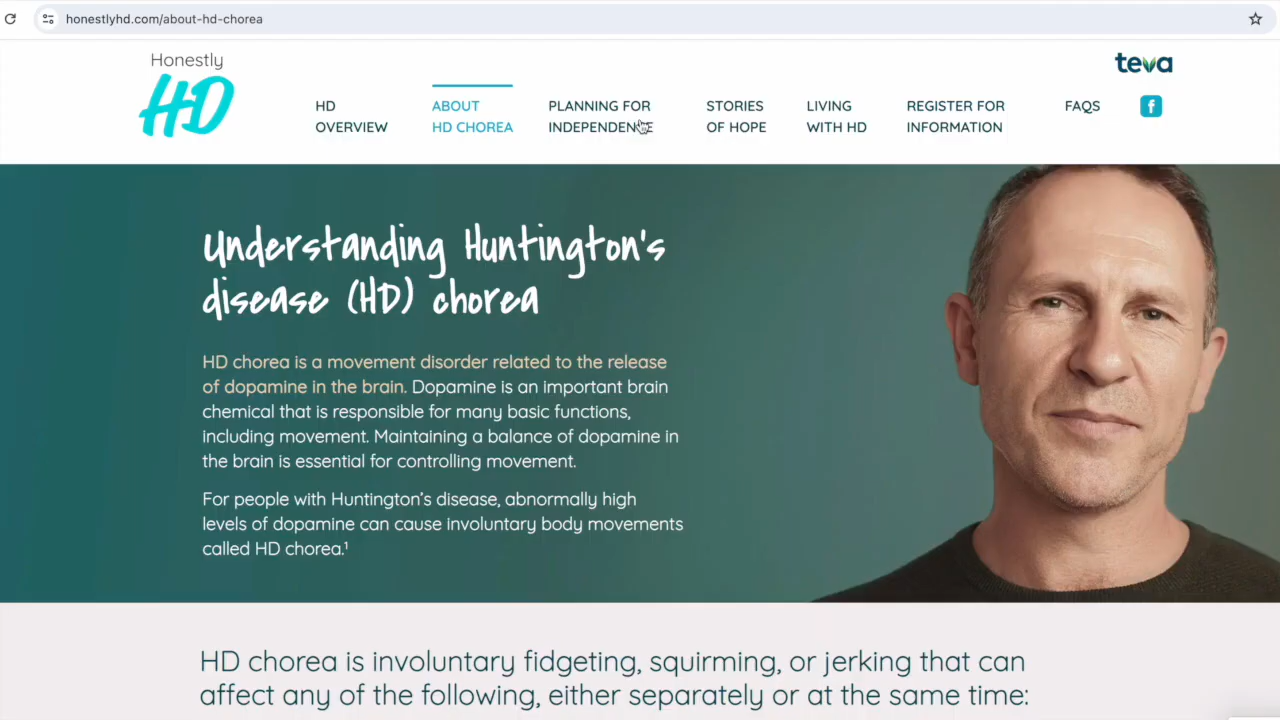 honestlyhd.com/about-hd-chorea
Honestly
HD
teva
HD
OVERVIEW
ABOUT
HD CHOREA
PLANNING FOR
INDEPENDENCE
STORIES
OF HOPE
LIVING
WITH HD
REGISTER FOR
INFORMATION
FAQS
f
Understanding Huntington's
disease (HD) chorea
HD chorea is a movement disorder related to the release
of dopamine in the brain. Dopamine is an important brain
chemical that is responsible for many basic functions,
including movement. Maintaining a balance of dopamine in
the brain is essential for controlling movement.
For people with Huntington's disease, abnormally high
levels of dopamine can cause involuntary body movements
called HD chorea.¹
HD chorea is involuntary fidgeting, squirming, or jerking that can
affect any of the following, either separately or at the same time: